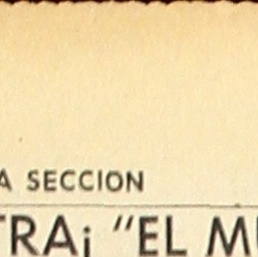 A SECCION
TRA¡ "EL MU